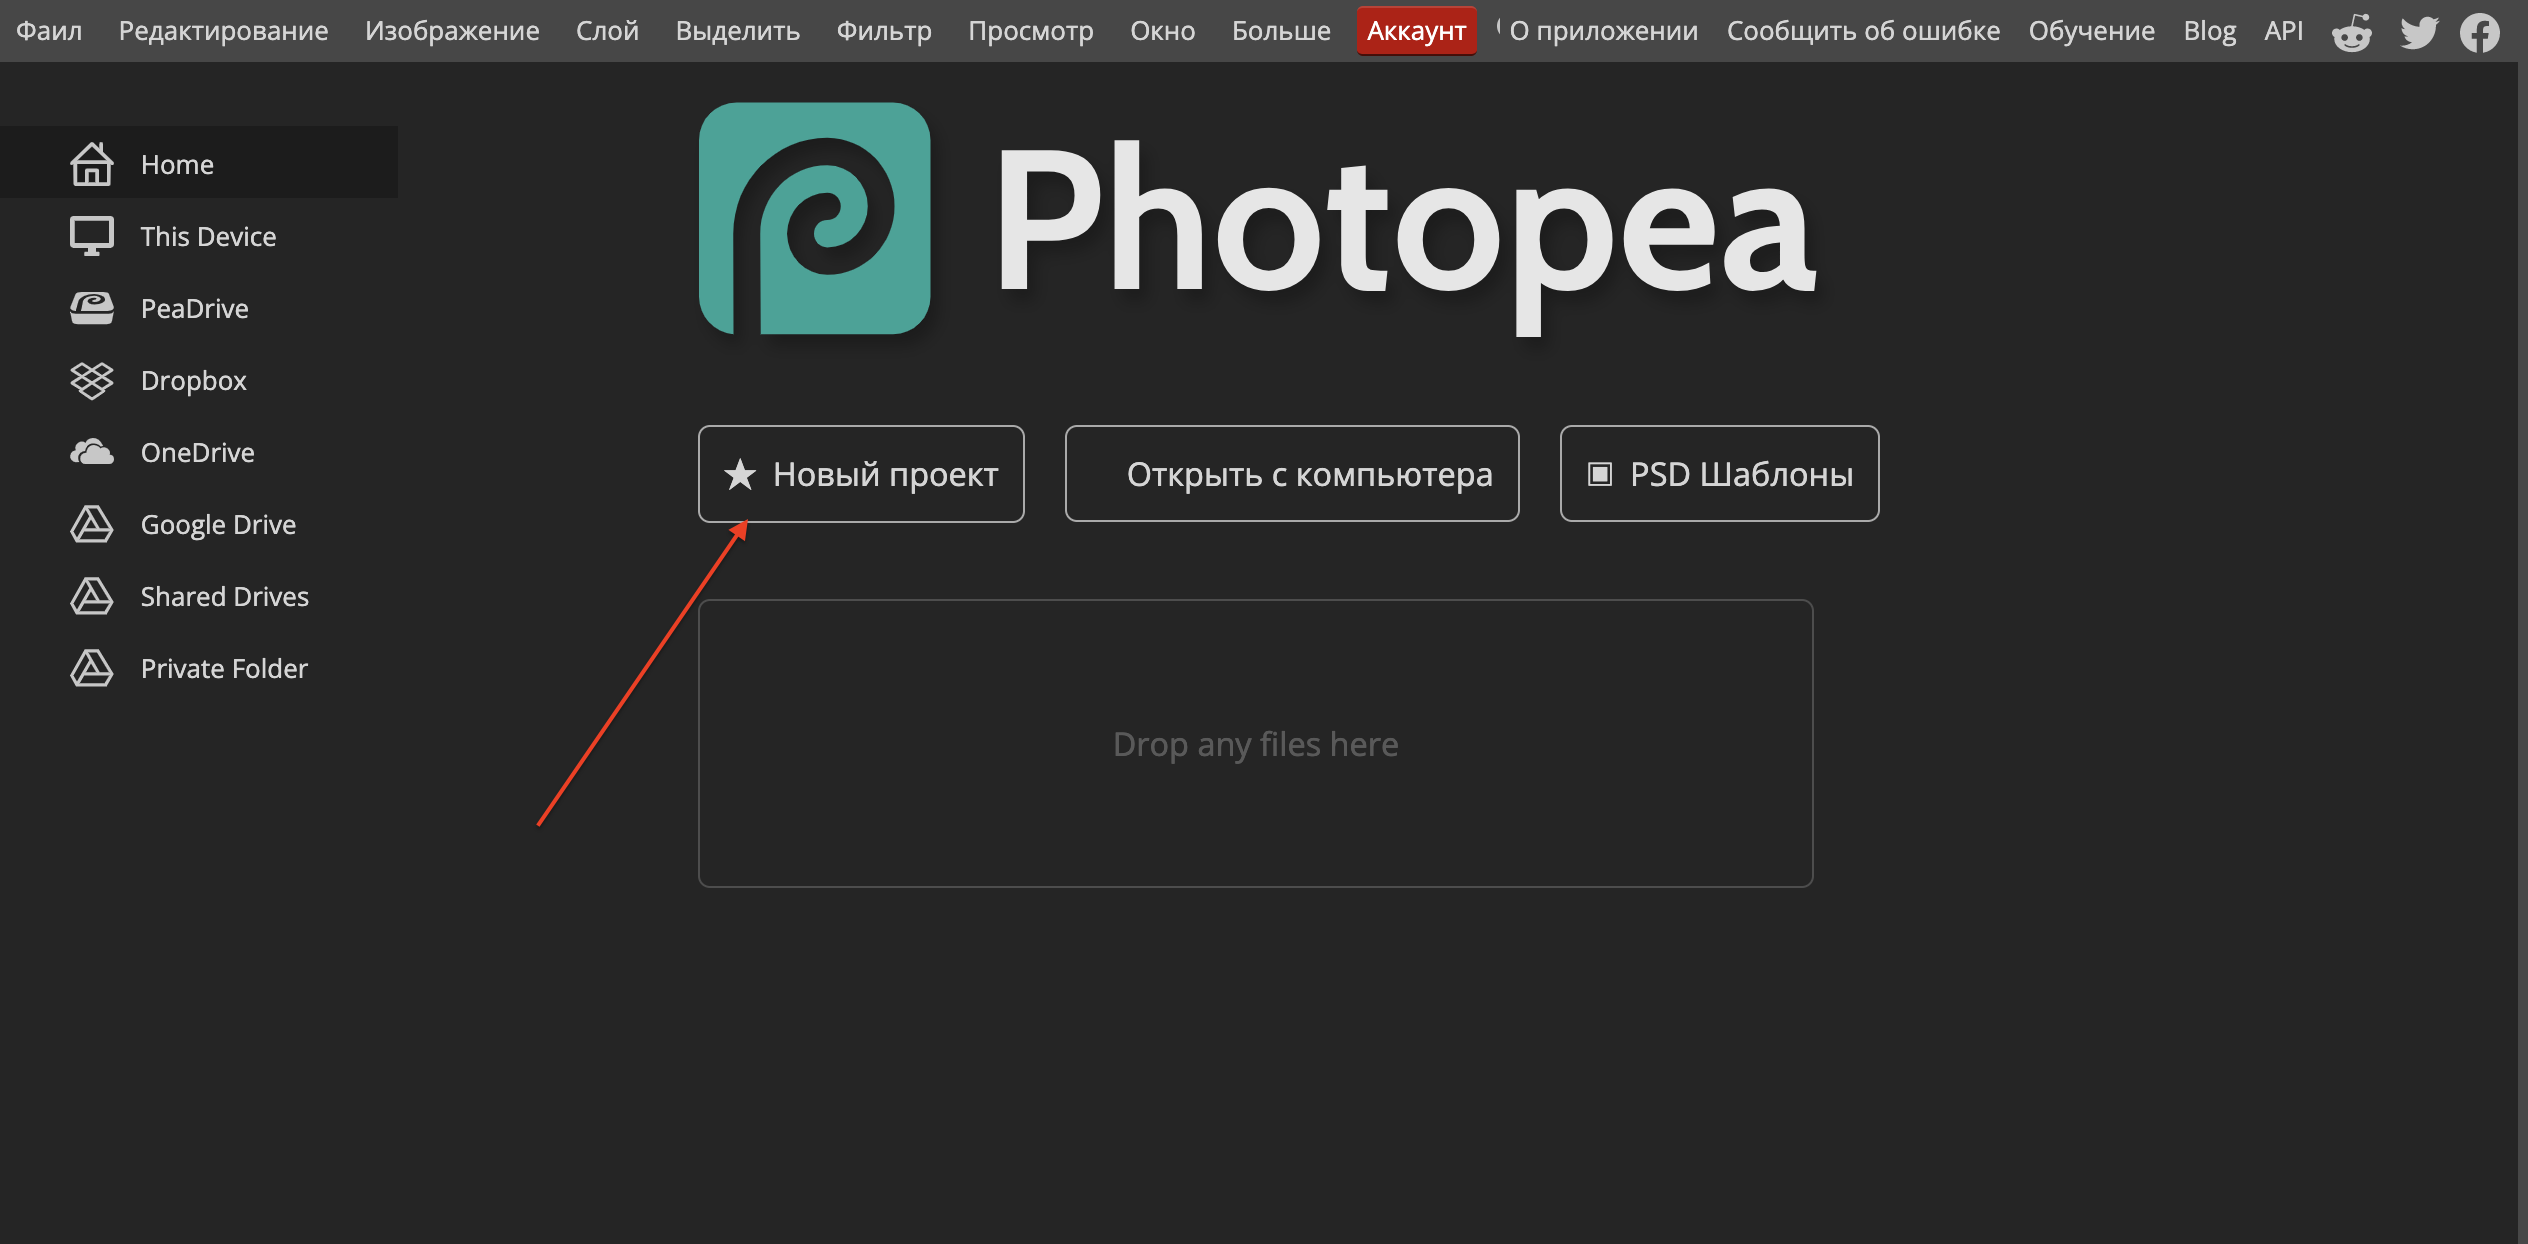 Фаил Редактирование Изображение Слой Выделить Фильтр Просмотр Окно Больше Аккаунт О приложении Сообщить об ошибке Обучение Blog API
Home
This Device
PeaDrive
Dropbox
OneDrive
Google Drive
Shared Drives
Private Folder
Photopea
Новый проект Открыть с компьютера PSD Шаблоны
Drop any files here